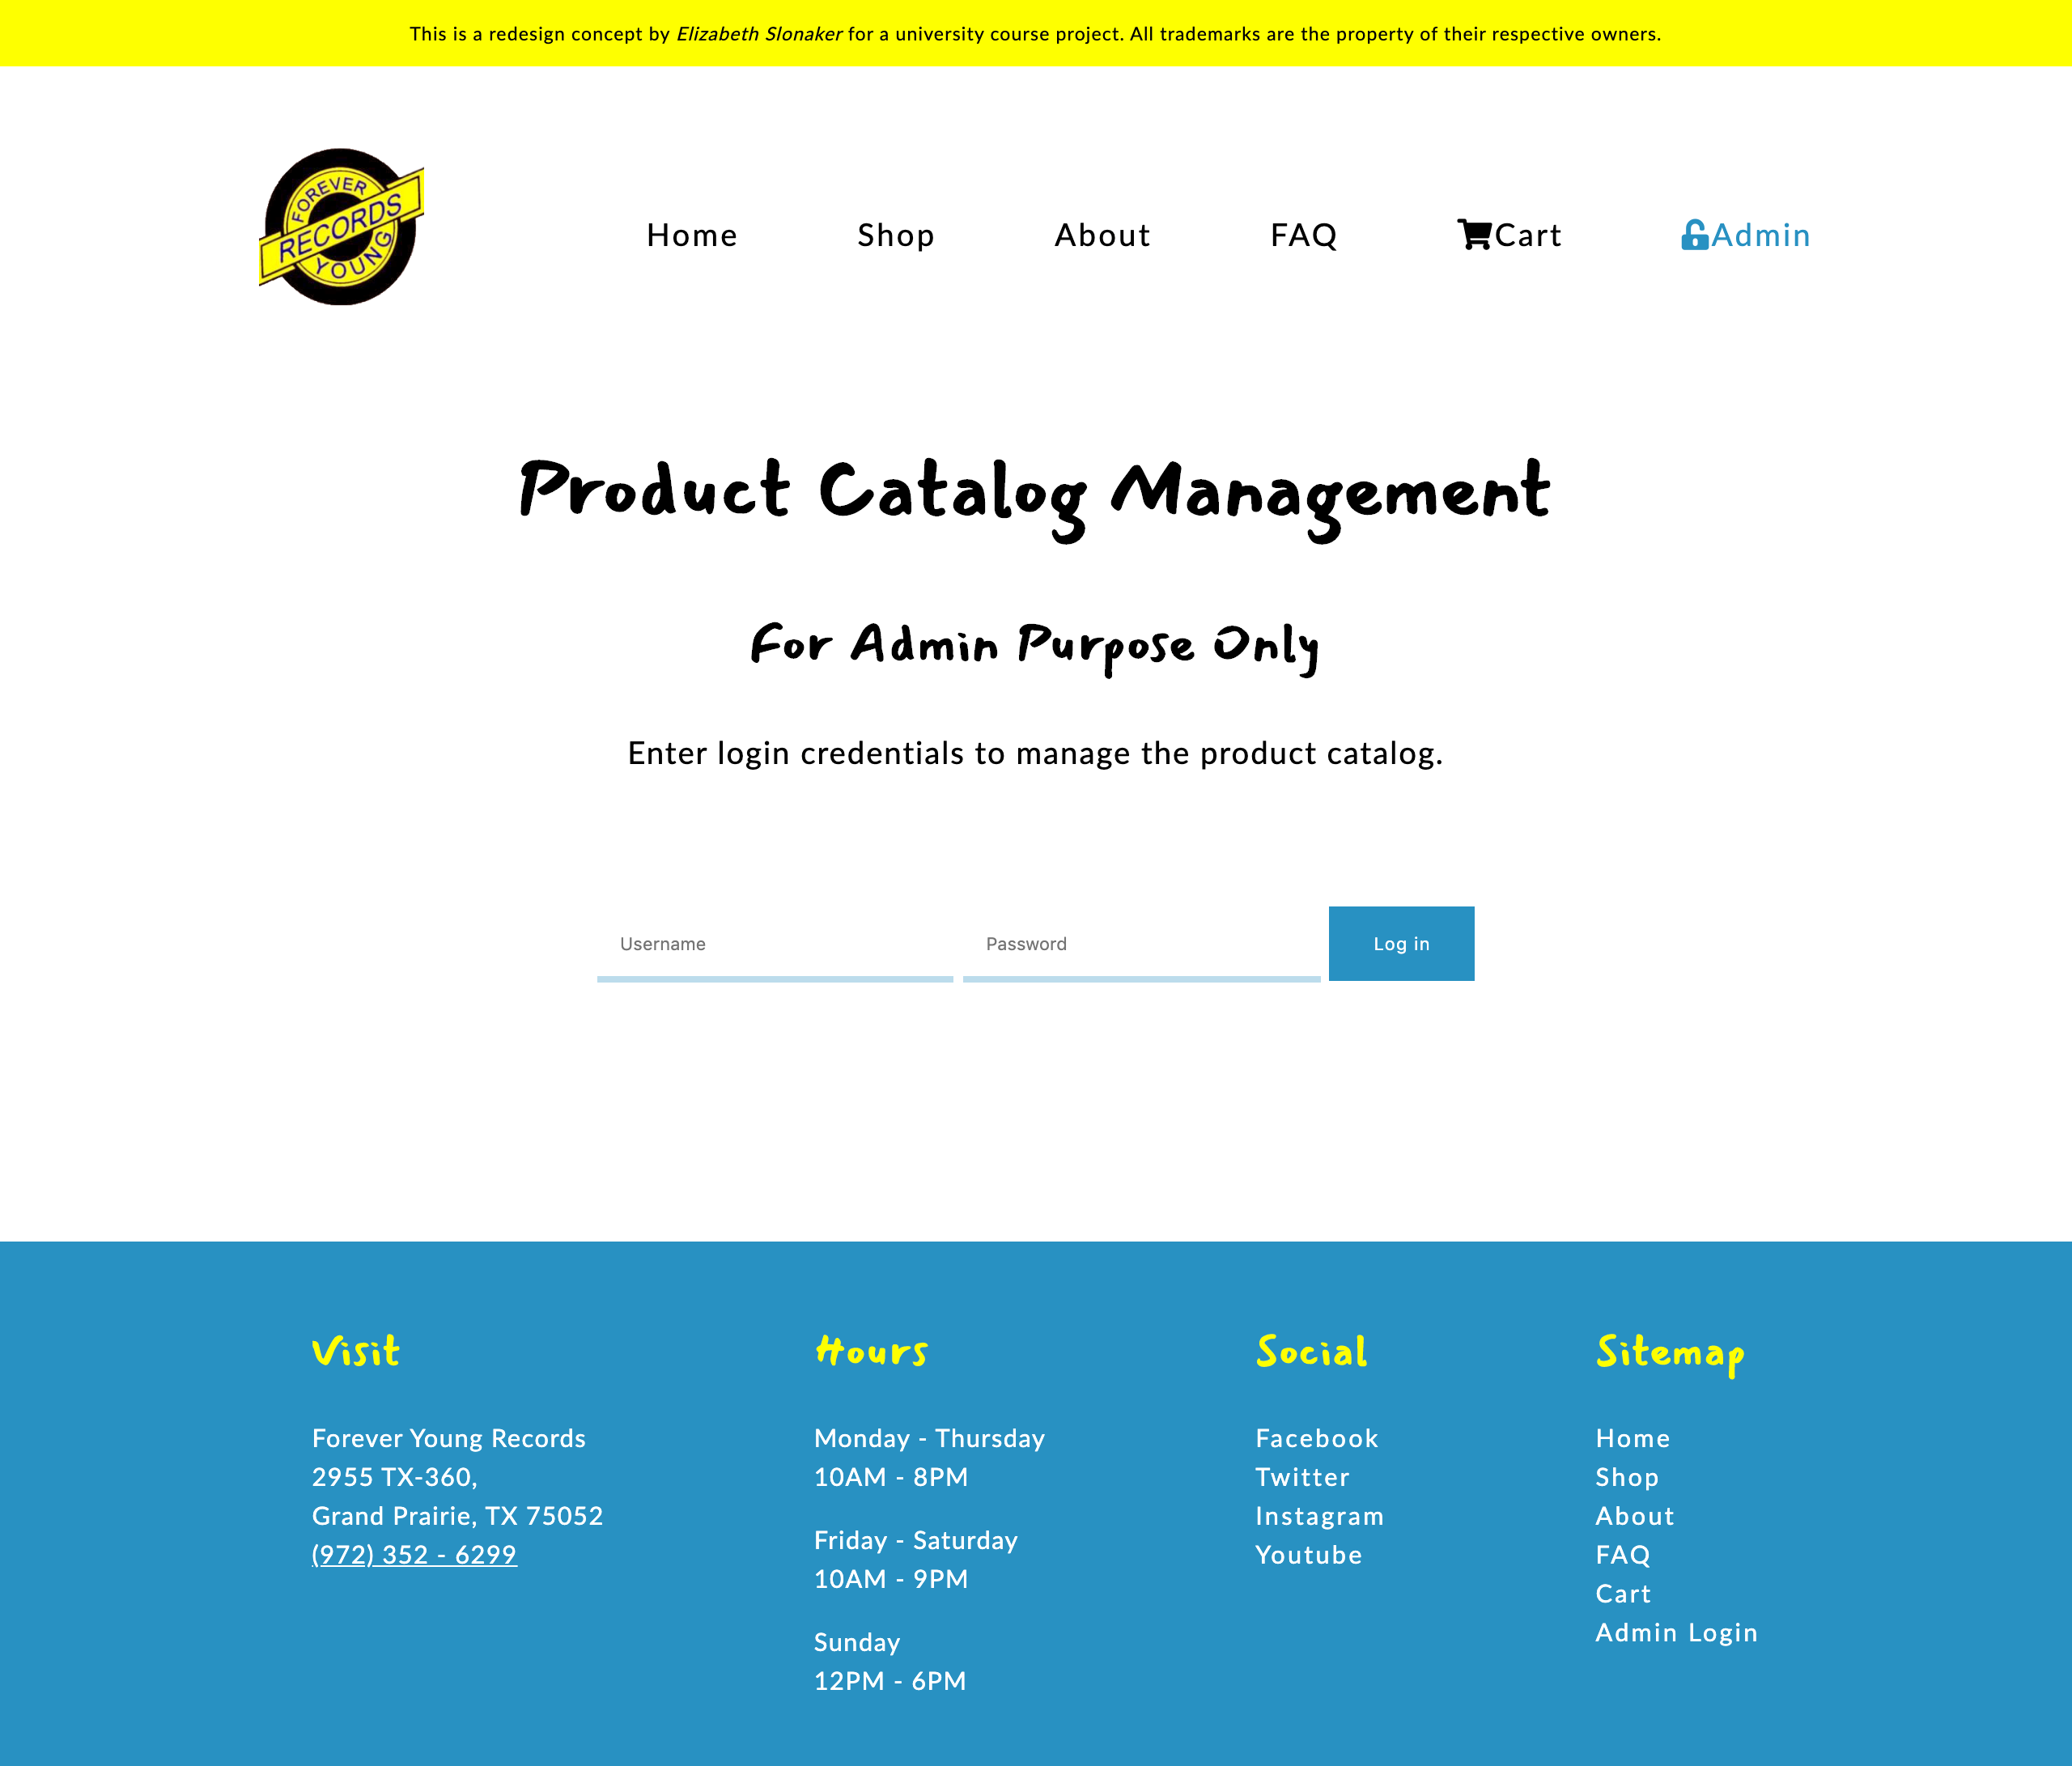 This is a redesign concept by Elizabeth Slonaker for a university course project. All trademarks are the property of their respective owners.
FOREVER
RECORDS
YOUNG
Home
Shop
About
FAQ
Cart
Admin
Product Catalog Management
For Admin Purpose Only
Enter login credentials to manage the product catalog.
Username
Password
Log in
Visit
Forever Young Records
2955 TX-360,
Grand Prairie, TX 75052
(972) 352 - 6299
Hours
Monday - Thursday
10AM - 8PM
Friday - Saturday
10AM - 9PM
Sunday
12PM - 6PM
Social
Facebook
Twitter
Instagram
Youtube
Sitemap
Home
Shop
About
FAQ
Cart
Admin Login